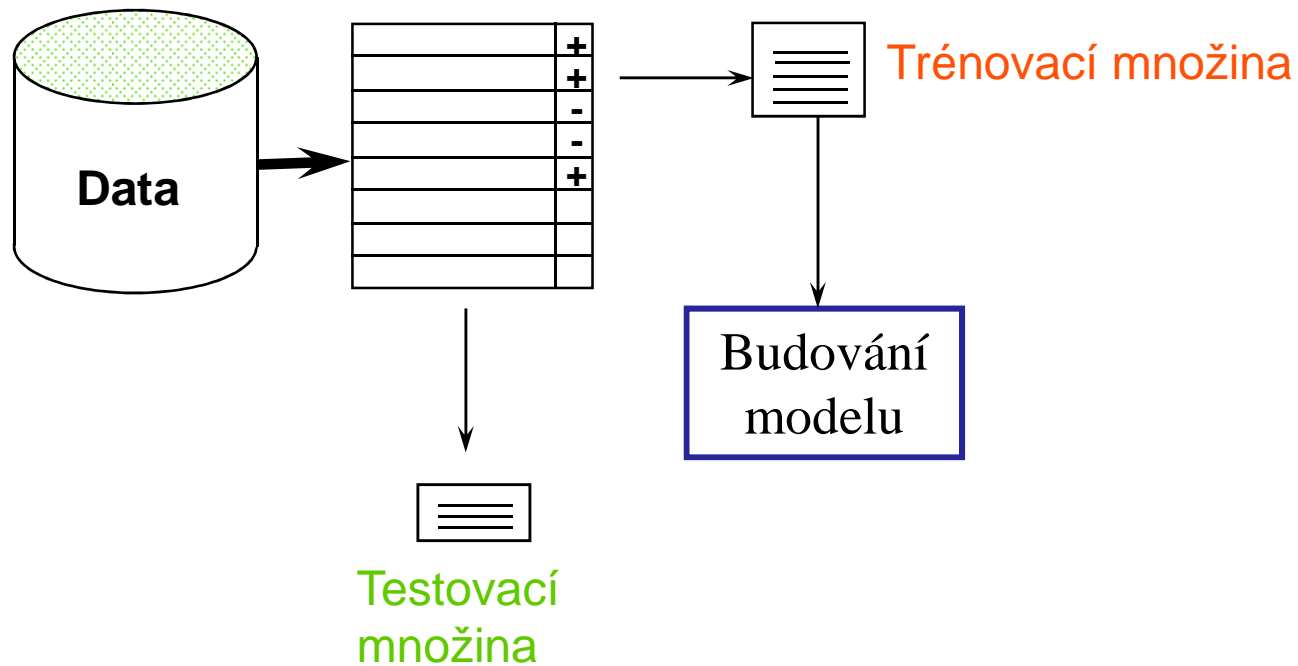 Data
+
+
-
-
+
Trénovací množina
Budování
modelu
Testovací
množina